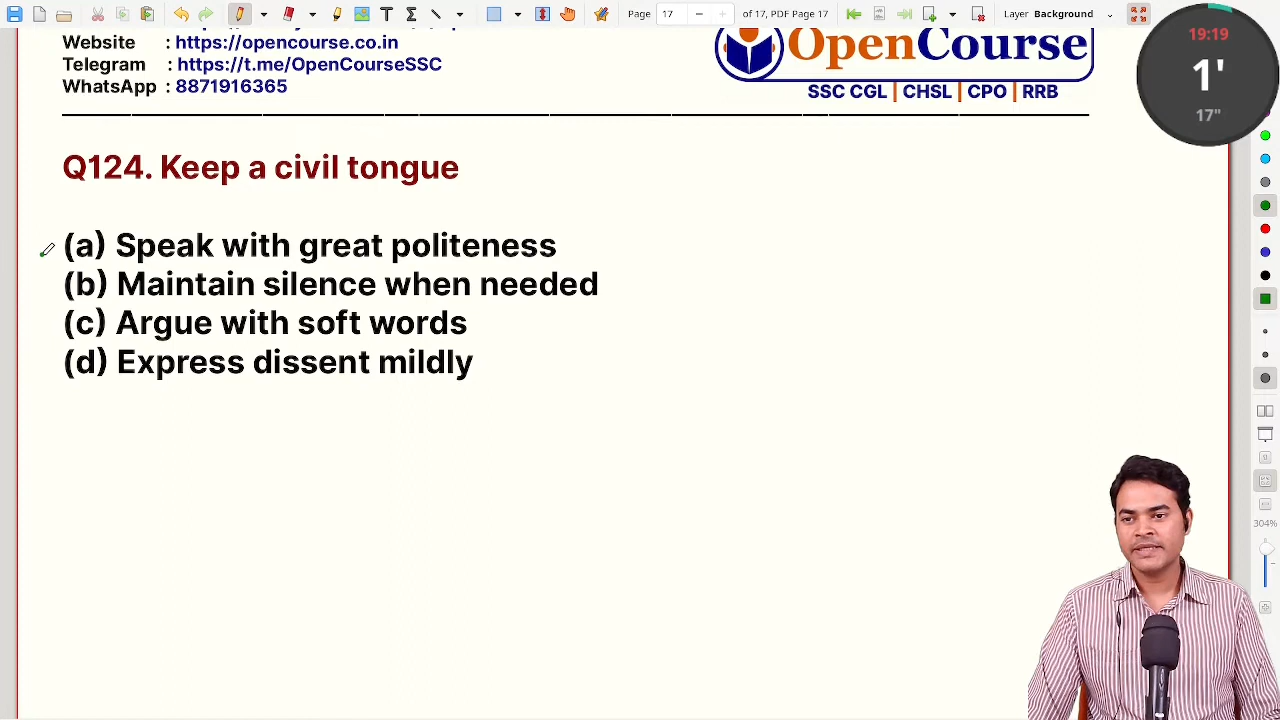 Page 17 of 17, PDF Page 17 Layer Background
19:19
1'
17"
Website : https://opencourse.co.in
Telegram : https://t.me/OpenCourseSSC
WhatsApp : 8871916365
OpenCourse
SSC CGL | CHSL | CPO | RRB
Q124. Keep a civil tongue
(a) Speak with great politeness
(b) Maintain silence when needed
(c) Argue with soft words
(d) Express dissent mildly
304%